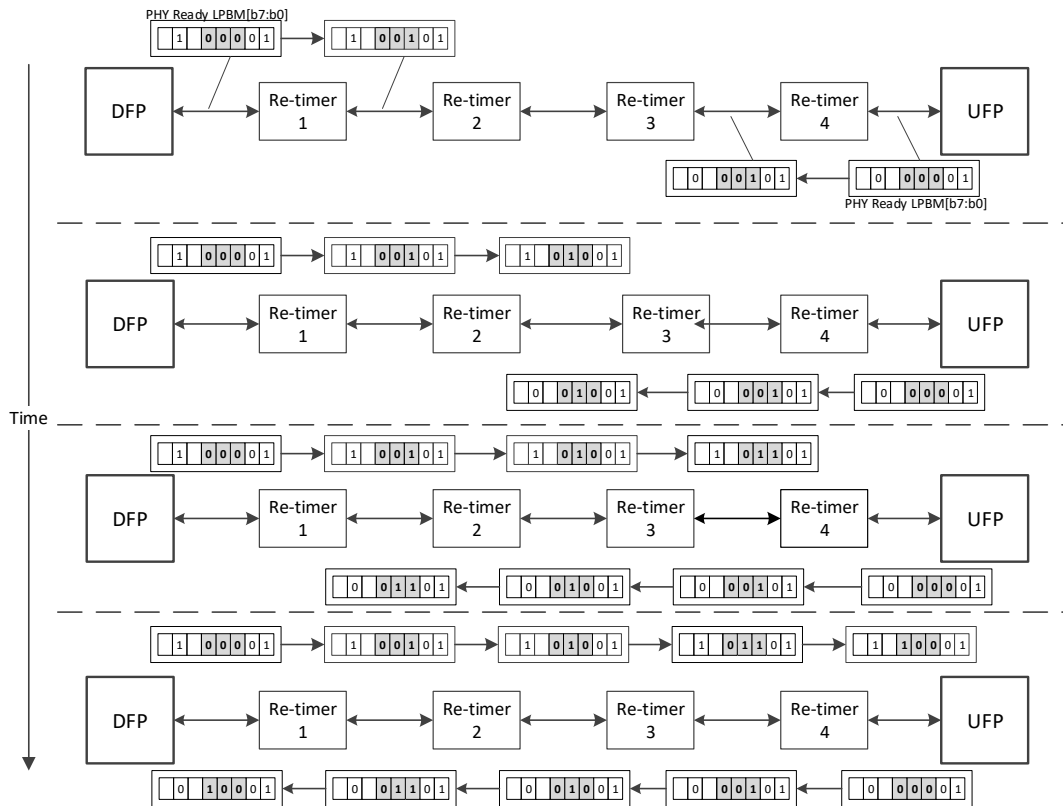 PHY Ready LPBM[b7:b0]
1 0 0 0 0 1 1 0 0 1 0 1
DFP Re-timer 1 Re-timer 2 Re-timer 3 Re-timer 4 UFP
0 0 0 1 0 1 0 0 0 0 0 1
PHY Ready LPBM[b7:b0]
1 0 0 0 0 1 1 0 0 1 0 1 1 0 1 0 0 1
DFP Re-timer 1 Re-timer 2 Re-timer 3 Re-timer 4 UFP
0 0 1 0 0 1 0 0 0 1 0 1 0 0 0 0 0 1
Time
1 0 0 0 0 1 1 0 0 1 0 1 1 0 1 0 0 1 1 0 1 1 0 1
DFP Re-timer 1 Re-timer 2 Re-timer 3 Re-timer 4 UFP
0 0 1 1 0 1 0 0 1 0 0 1 0 0 0 1 0 1 0 0 0 0 0 1
1 0 0 0 0 1 1 0 0 1 0 1 1 0 1 0 0 1 1 0 1 1 0 1 1 1 0 0 0 1
DFP Re-timer 1 Re-timer 2 Re-timer 3 Re-timer 4 UFP
0 1 0 0 0 1 0 0 1 1 0 1 0 0 1 0 0 1 0 0 0 1 0 1 0 0 0 0 0 1